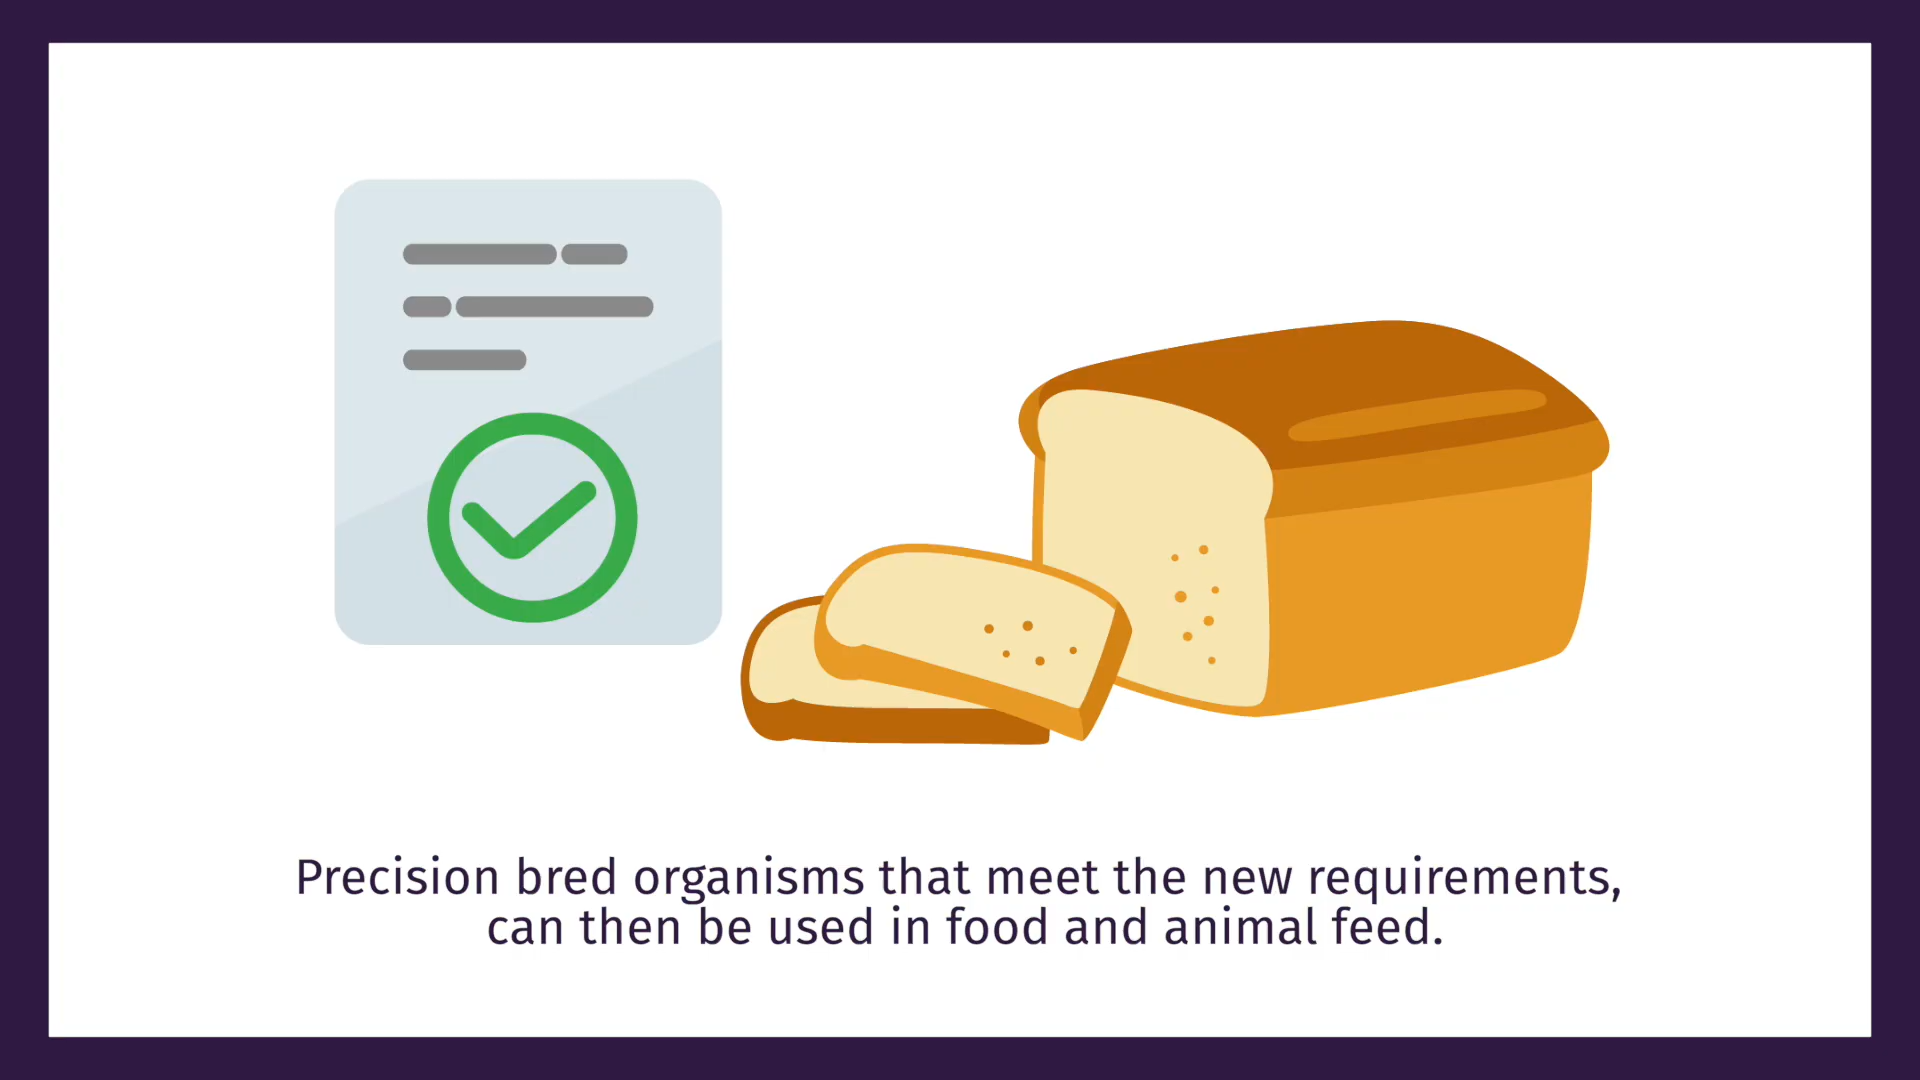 Precision bred organisms that meet the new requirements,
can then be used in food and animal feed.